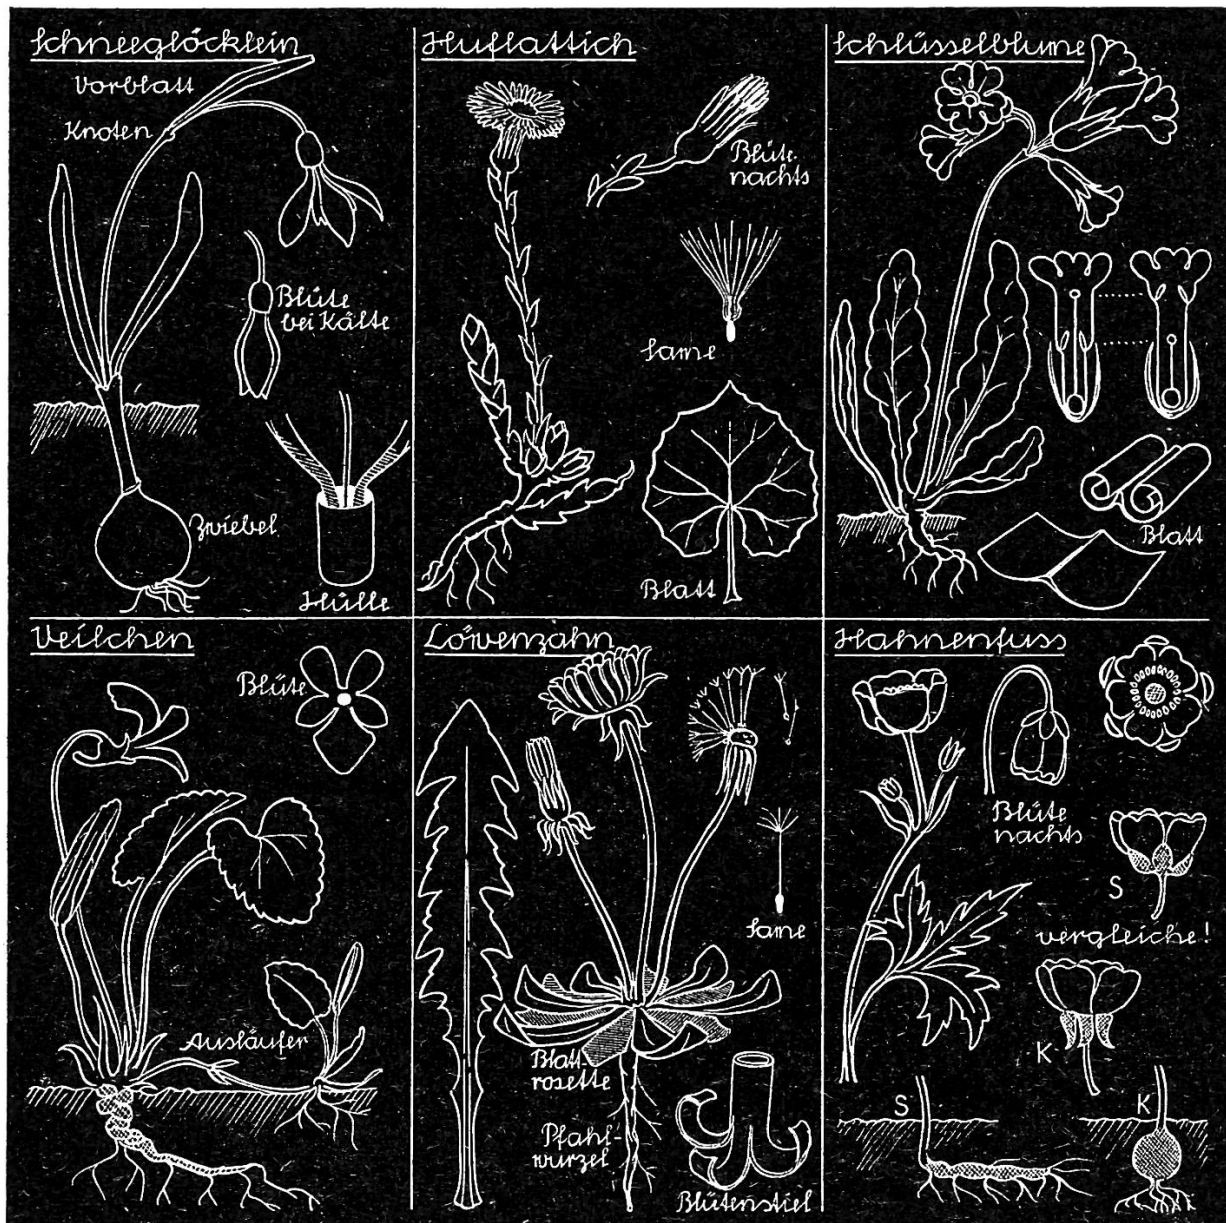 Schneeglöcklein
Vorblatt
Knoten
Blüte
bei Kälte
Zwiebel
Hülle
Huflattich
Blüte
nachts
Same
Blatt
Schlüsselblume
Blatt
Veilchen
Blüte
Ausläufer
Löwenzahn
Same
Blatt-
rosette
Pfahl-
wurzel
Blütenstiel
Hahnenfuss
Blüte
nachts
S
vergleiche!
K
S
K